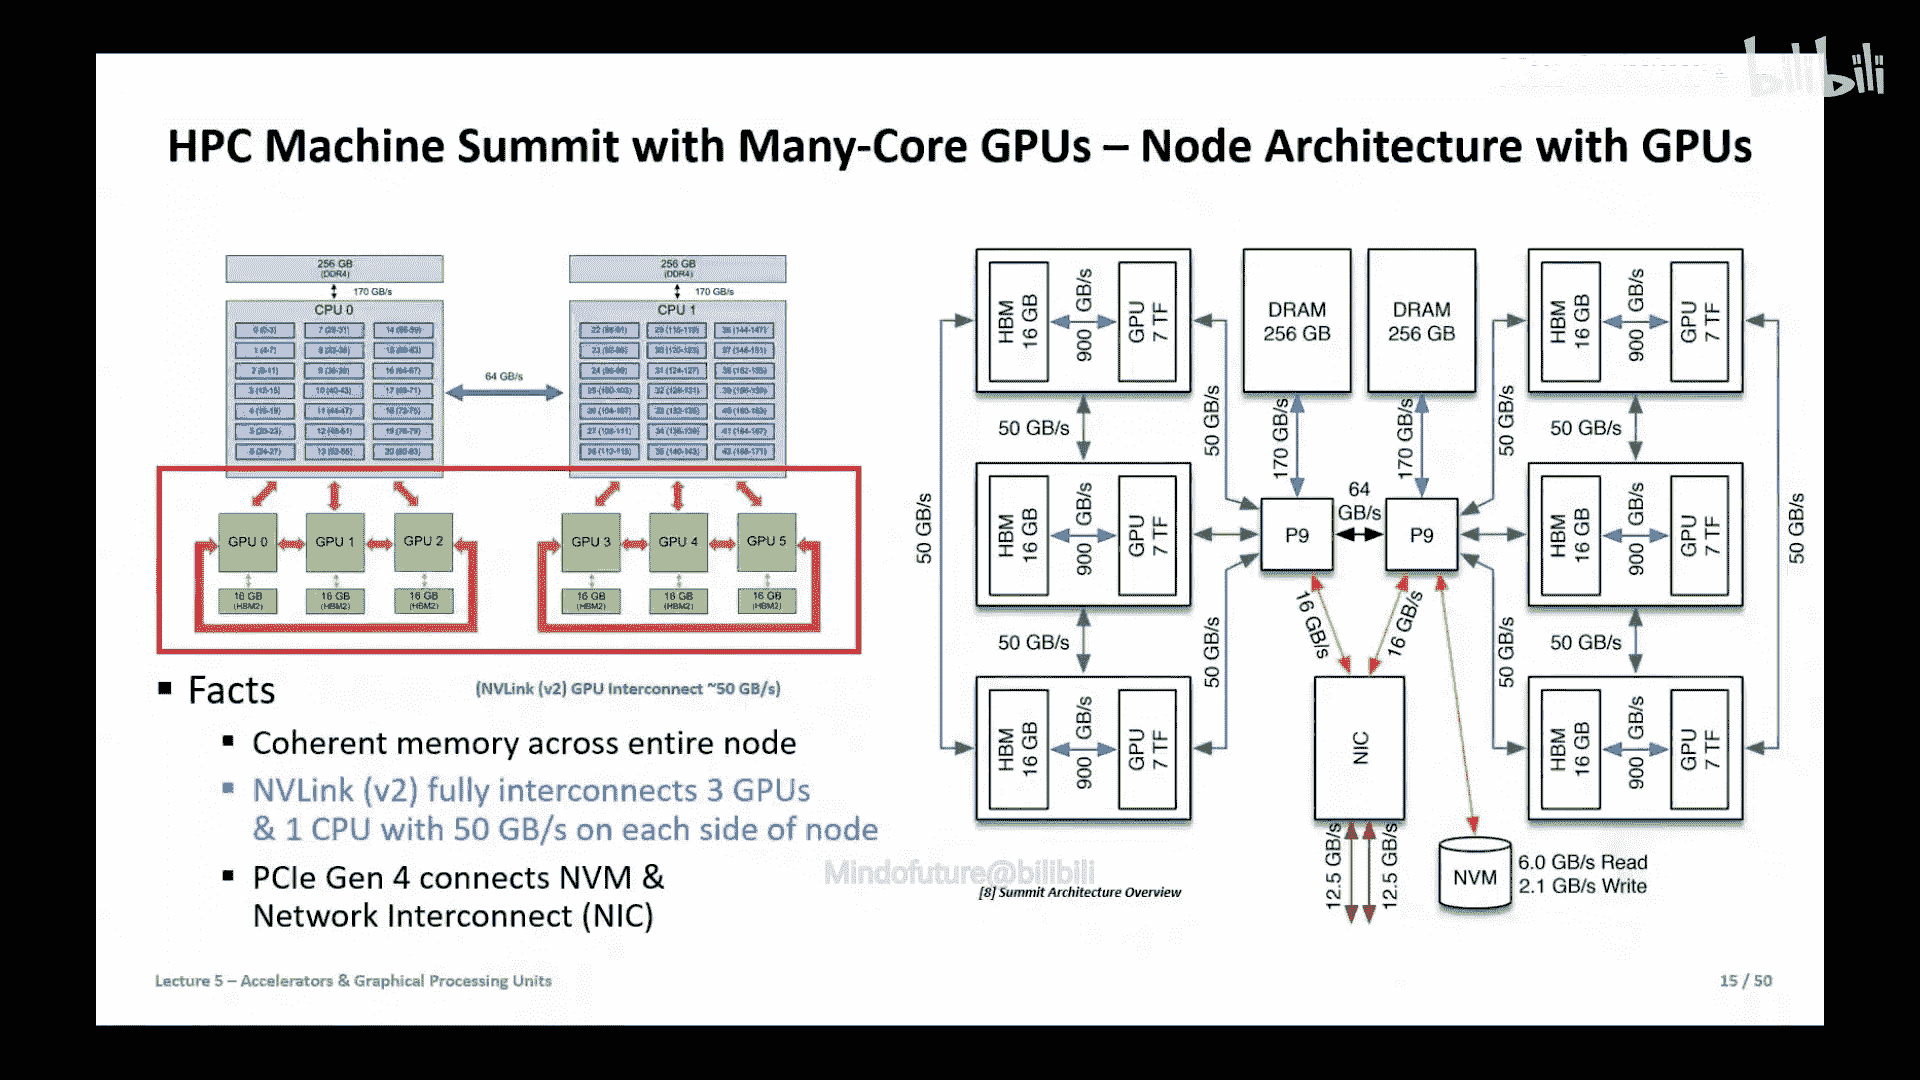 bilibili
HPC Machine Summit with Many-Core GPUs – Node Architecture with GPUs
256 GB
(DDR4)
170 GB/s
CPU 0
256 GB
(DDR4)
170 GB/s
CPU 1
64 GB/s
GPU 0
GPU 1
GPU 2
GPU 3
GPU 4
GPU 5
16 GB
(HBM2)
16 GB
(HBM2)
16 GB
(HBM2)
16 GB
(HBM2)
16 GB
(HBM2)
16 GB
(HBM2)
Facts
(NVLink (v2) GPU Interconnect ~50 GB/s)
Coherent memory across entire node
NVLink (v2) fully interconnects 3 GPUs
& 1 CPU with 50 GB/s on each side of node
PCIe Gen 4 connects NVM &
Network Interconnect (NIC)
HBM
16 GB
900 GB/s
GPU
7 TF
50 GB/s
HBM
16 GB
900 GB/s
GPU
7 TF
50 GB/s
HBM
16 GB
900 GB/s
GPU
7 TF
50 GB/s
50 GB/s
50 GB/s
DRAM
256 GB
DRAM
256 GB
170 GB/s
170 GB/s
P9
64
GB/s
P9
16 GB/s
16 GB/s
NIC
12.5 GB/s
12.5 GB/s
NVM
6.0 GB/s Read
2.1 GB/s Write
50 GB/s
50 GB/s
HBM
16 GB
900 GB/s
GPU
7 TF
50 GB/s
HBM
16 GB
900 GB/s
GPU
7 TF
50 GB/s
HBM
16 GB
900 GB/s
GPU
7 TF
50 GB/s
Mindofuture@bilibili
[8] Summit Architecture Overview
Lecture 5 – Accelerators & Graphical Processing Units
15 / 50